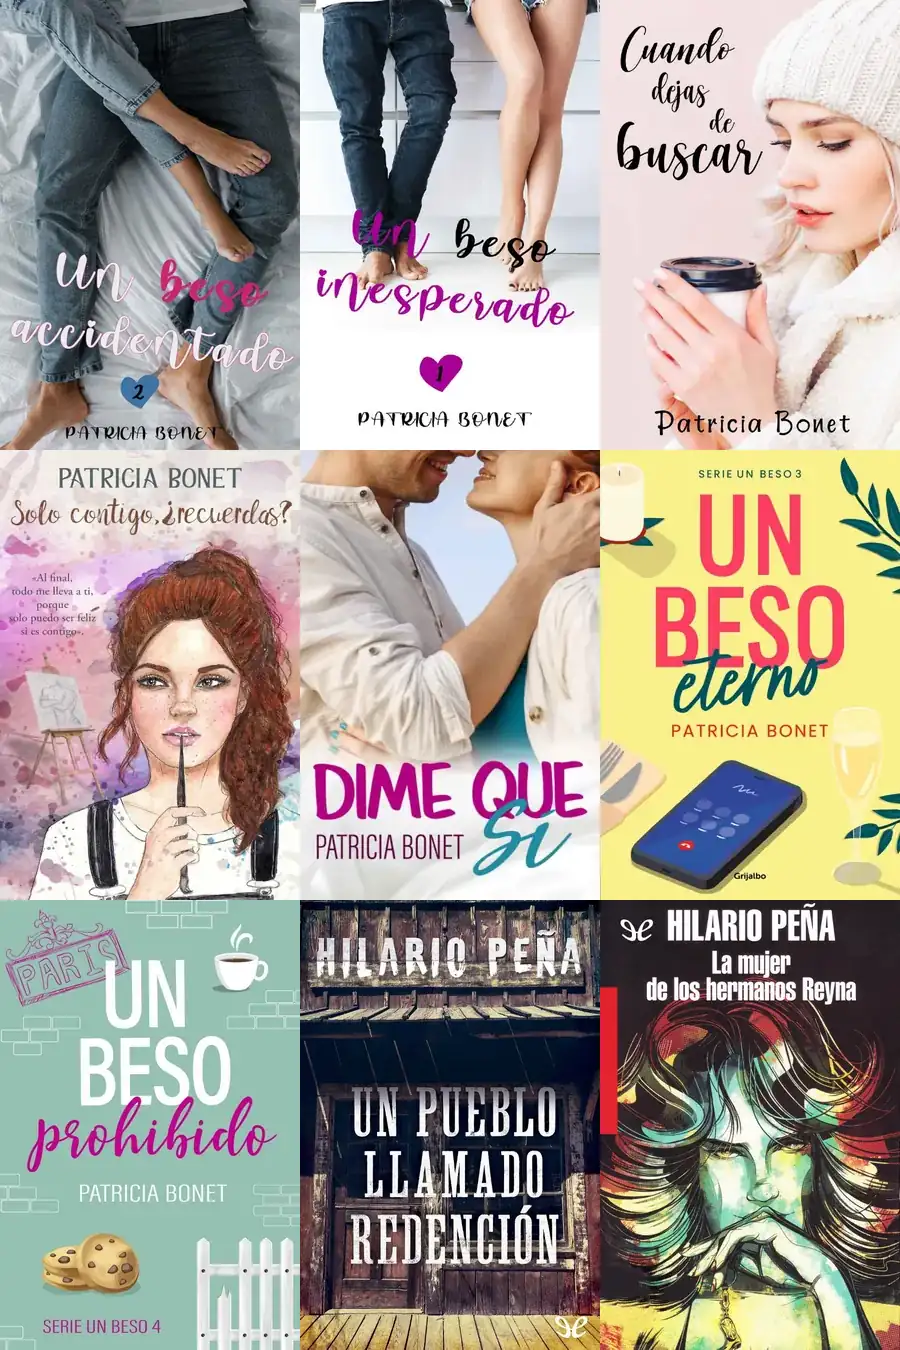 Un beso
accidentado
2
PATRICIA BONET
Un beso
inesperado
1
PATRICIA BONET
Cuando
dejas
de
buscar
Patricia Bonet
PATRICIA BONET
Solo contigo, ¿recuerdas?
«Al final,
todo me lleva a ti,
porque
solo puedo ser feliz
si es contigo».
DIME QUE
Sí
PATRICIA BONET
SERIE UN BESO 3
UN
BESO
eterno
PATRICIA BONET
Grijalbo
PARIS
UN
BESO
prohibido
PATRICIA BONET
SERIE UN BESO 4
HILARIO PEÑA
UN PUEBLO
LLAMADO
REDENCIÓN
HILARIO PEÑA
La mujer
de los hermanos Reyna